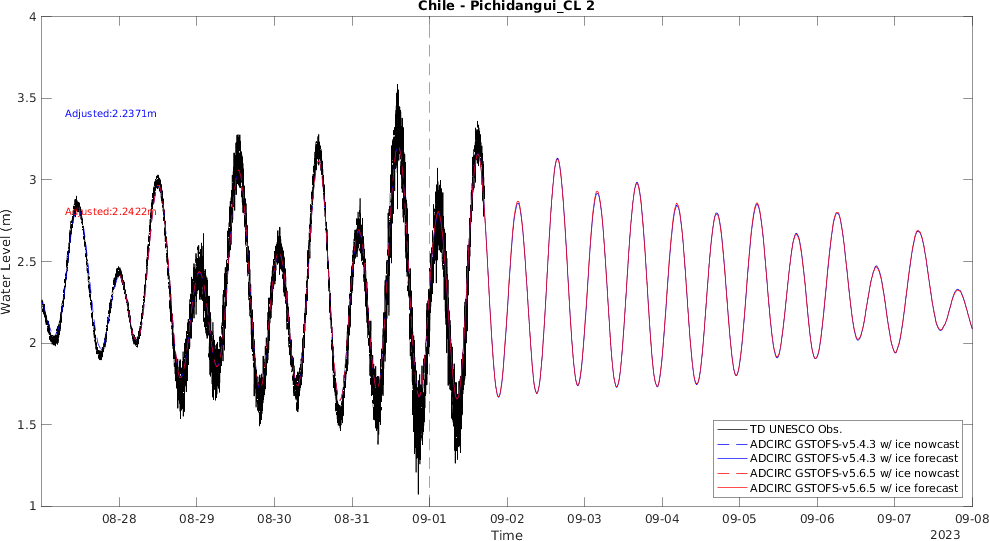 Chile - Pichidangui_CL 2
Water Level (m)
4
3.5
3
2.5
2
1.5
1
Adjusted:2.2371m
Adjusted:2.2422m
TD UNESCO Obs.
ADCIRC GSTOFS-v5.4.3 w/ ice nowcast
ADCIRC GSTOFS-v5.4.3 w/ ice forecast
ADCIRC GSTOFS-v5.6.5 w/ ice nowcast
ADCIRC GSTOFS-v5.6.5 w/ ice forecast
08-28 08-29 08-30 08-31 09-01 09-02 09-03 09-04 09-05 09-06 09-07 09-08
Time
2023